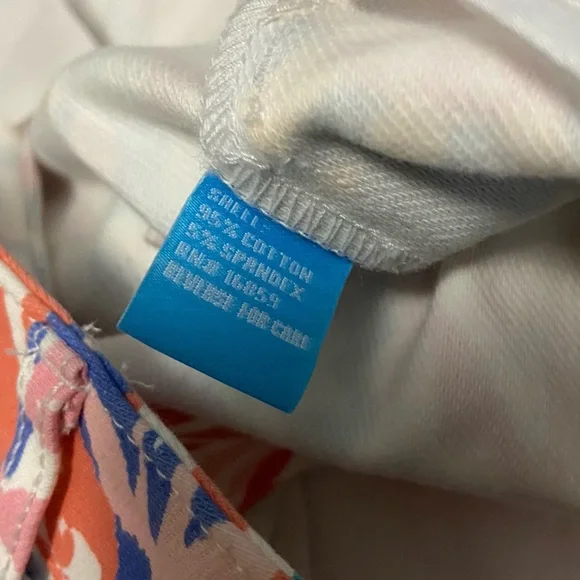 SHELL:
95% COTTON
5% SPANDEX
RN# 16859
REVERSE FOR CARE